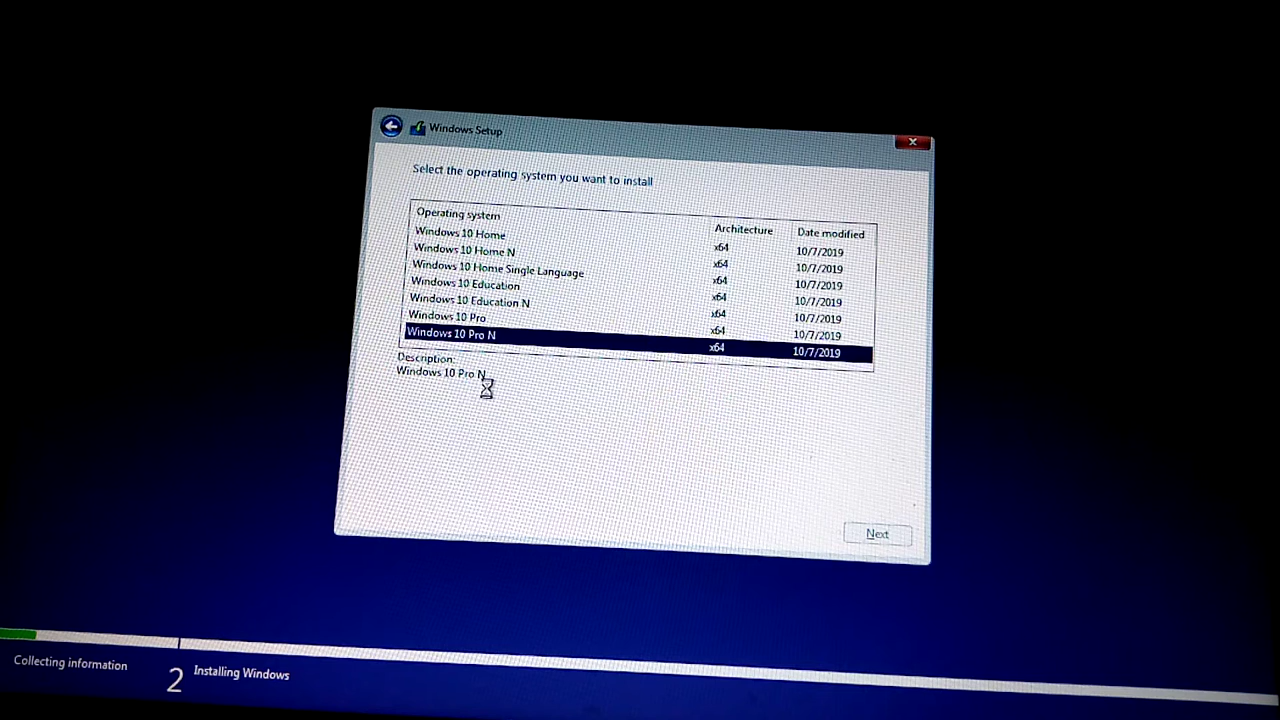 Windows Setup
Select the operating system you want to install
Operating system Architecture Date modified
Windows 10 Home x64 10/7/2019
Windows 10 Home N x64 10/7/2019
Windows 10 Home Single Language x64 10/7/2019
Windows 10 Education x64 10/7/2019
Windows 10 Education N x64 10/7/2019
Windows 10 Pro x64 10/7/2019
Windows 10 Pro N x64 10/7/2019
Description:
Windows 10 Pro N
Next
Collecting information
2 Installing Windows